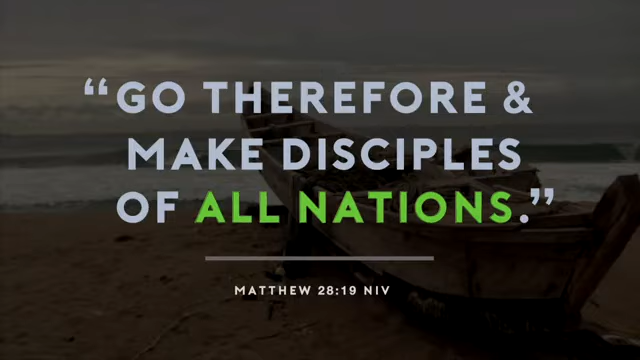 “GO THEREFORE &
MAKE DISCIPLES
OF ALL NATIONS.”
MATTHEW 28:19 NIV